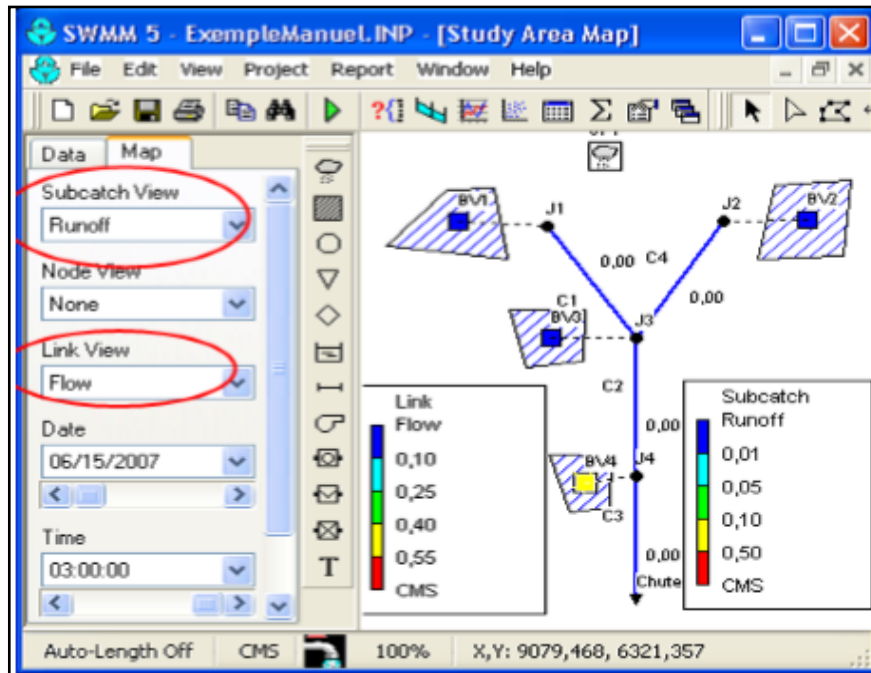 SWMM 5 - ExempleManuel.INP - [Study Area Map]
File Edit View Project Report Window Help
Data Map
Subcatch View
Runoff
Node View
None
Link View
Flow
Date
06/15/2007
Time
03:00:00
T
BV1
J1
J2
BV2
0,00
C4
0,00
C1
BV3
J3
C2
0,00
BV4
J4
C3
0,00
Chute
Link
Flow
0,10
0,25
0,40
0,55
CMS
Subcatch
Runoff
0,01
0,05
0,10
0,50
CMS
Auto-Length Off CMS 100% X,Y: 9079,468, 6321,357